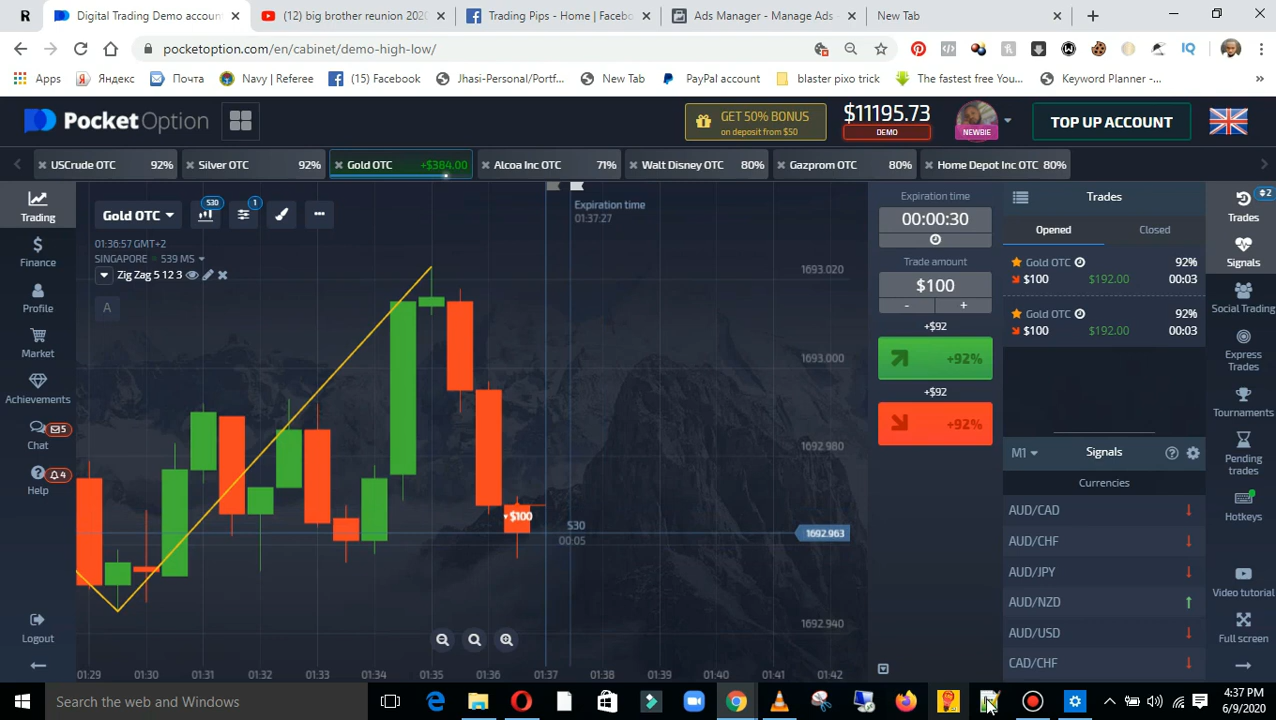 R
Digital Trading Demo accoun
(12) big brother reunion 2020
Trading Pips - Home | Facebo
Ads Manager - Manage Ads
New Tab
pocketoption.com/en/cabinet/demo-high-low/
Apps
Яндекс
Почта
Navy | Referee
(15) Facebook
Jhasi-Personal/Portf...
New Tab
PayPal account
blaster pixo trick
The fastest free Yo...
Keyword Planner -...
PocketOption
GET 50% BONUS
on deposit from $50
$11195.73
DEMO
NEWBIE
TOP UP ACCOUNT
USCrude OTC 92%
Silver OTC 92%
Gold OTC +$384.00
Alcoa Inc OTC 71%
Walt Disney OTC 80%
Gazprom OTC 80%
Home Depot Inc OTC 80%
Trading
Finance
Profile
Market
Achievements
Chat
5
Help
4
Logout
Gold OTC
S30
1
01:36:57 GMT+2
SINGAPORE 539 MS
Zig Zag 5 12 3
A
Expiration time
01:37:27
1693.020
1693.000
1692.980
1692.963
1692.940
$100
S30
00:05
01:29
01:30
01:31
01:32
01:33
01:34
01:35
01:36
01:37
01:38
01:39
01:40
01:41
01:42
Expiration time
00:00:30
Trade amount
$100
-
+
+$92
+92%
+$92
+92%
Trades
Opened
Closed
Gold OTC 92%
$100 $192.00 00:03
Gold OTC 92%
$100 $192.00 00:03
M1
Signals
?
Currencies
AUD/CAD
AUD/CHF
AUD/JPY
AUD/NZD
AUD/USD
CAD/CHF
2
Trades
Signals
Social Trading
Express
Trades
Tournaments
Pending
trades
Hotkeys
Video tutorial
Full screen
Search the web and Windows
4:37 PM
6/9/2020